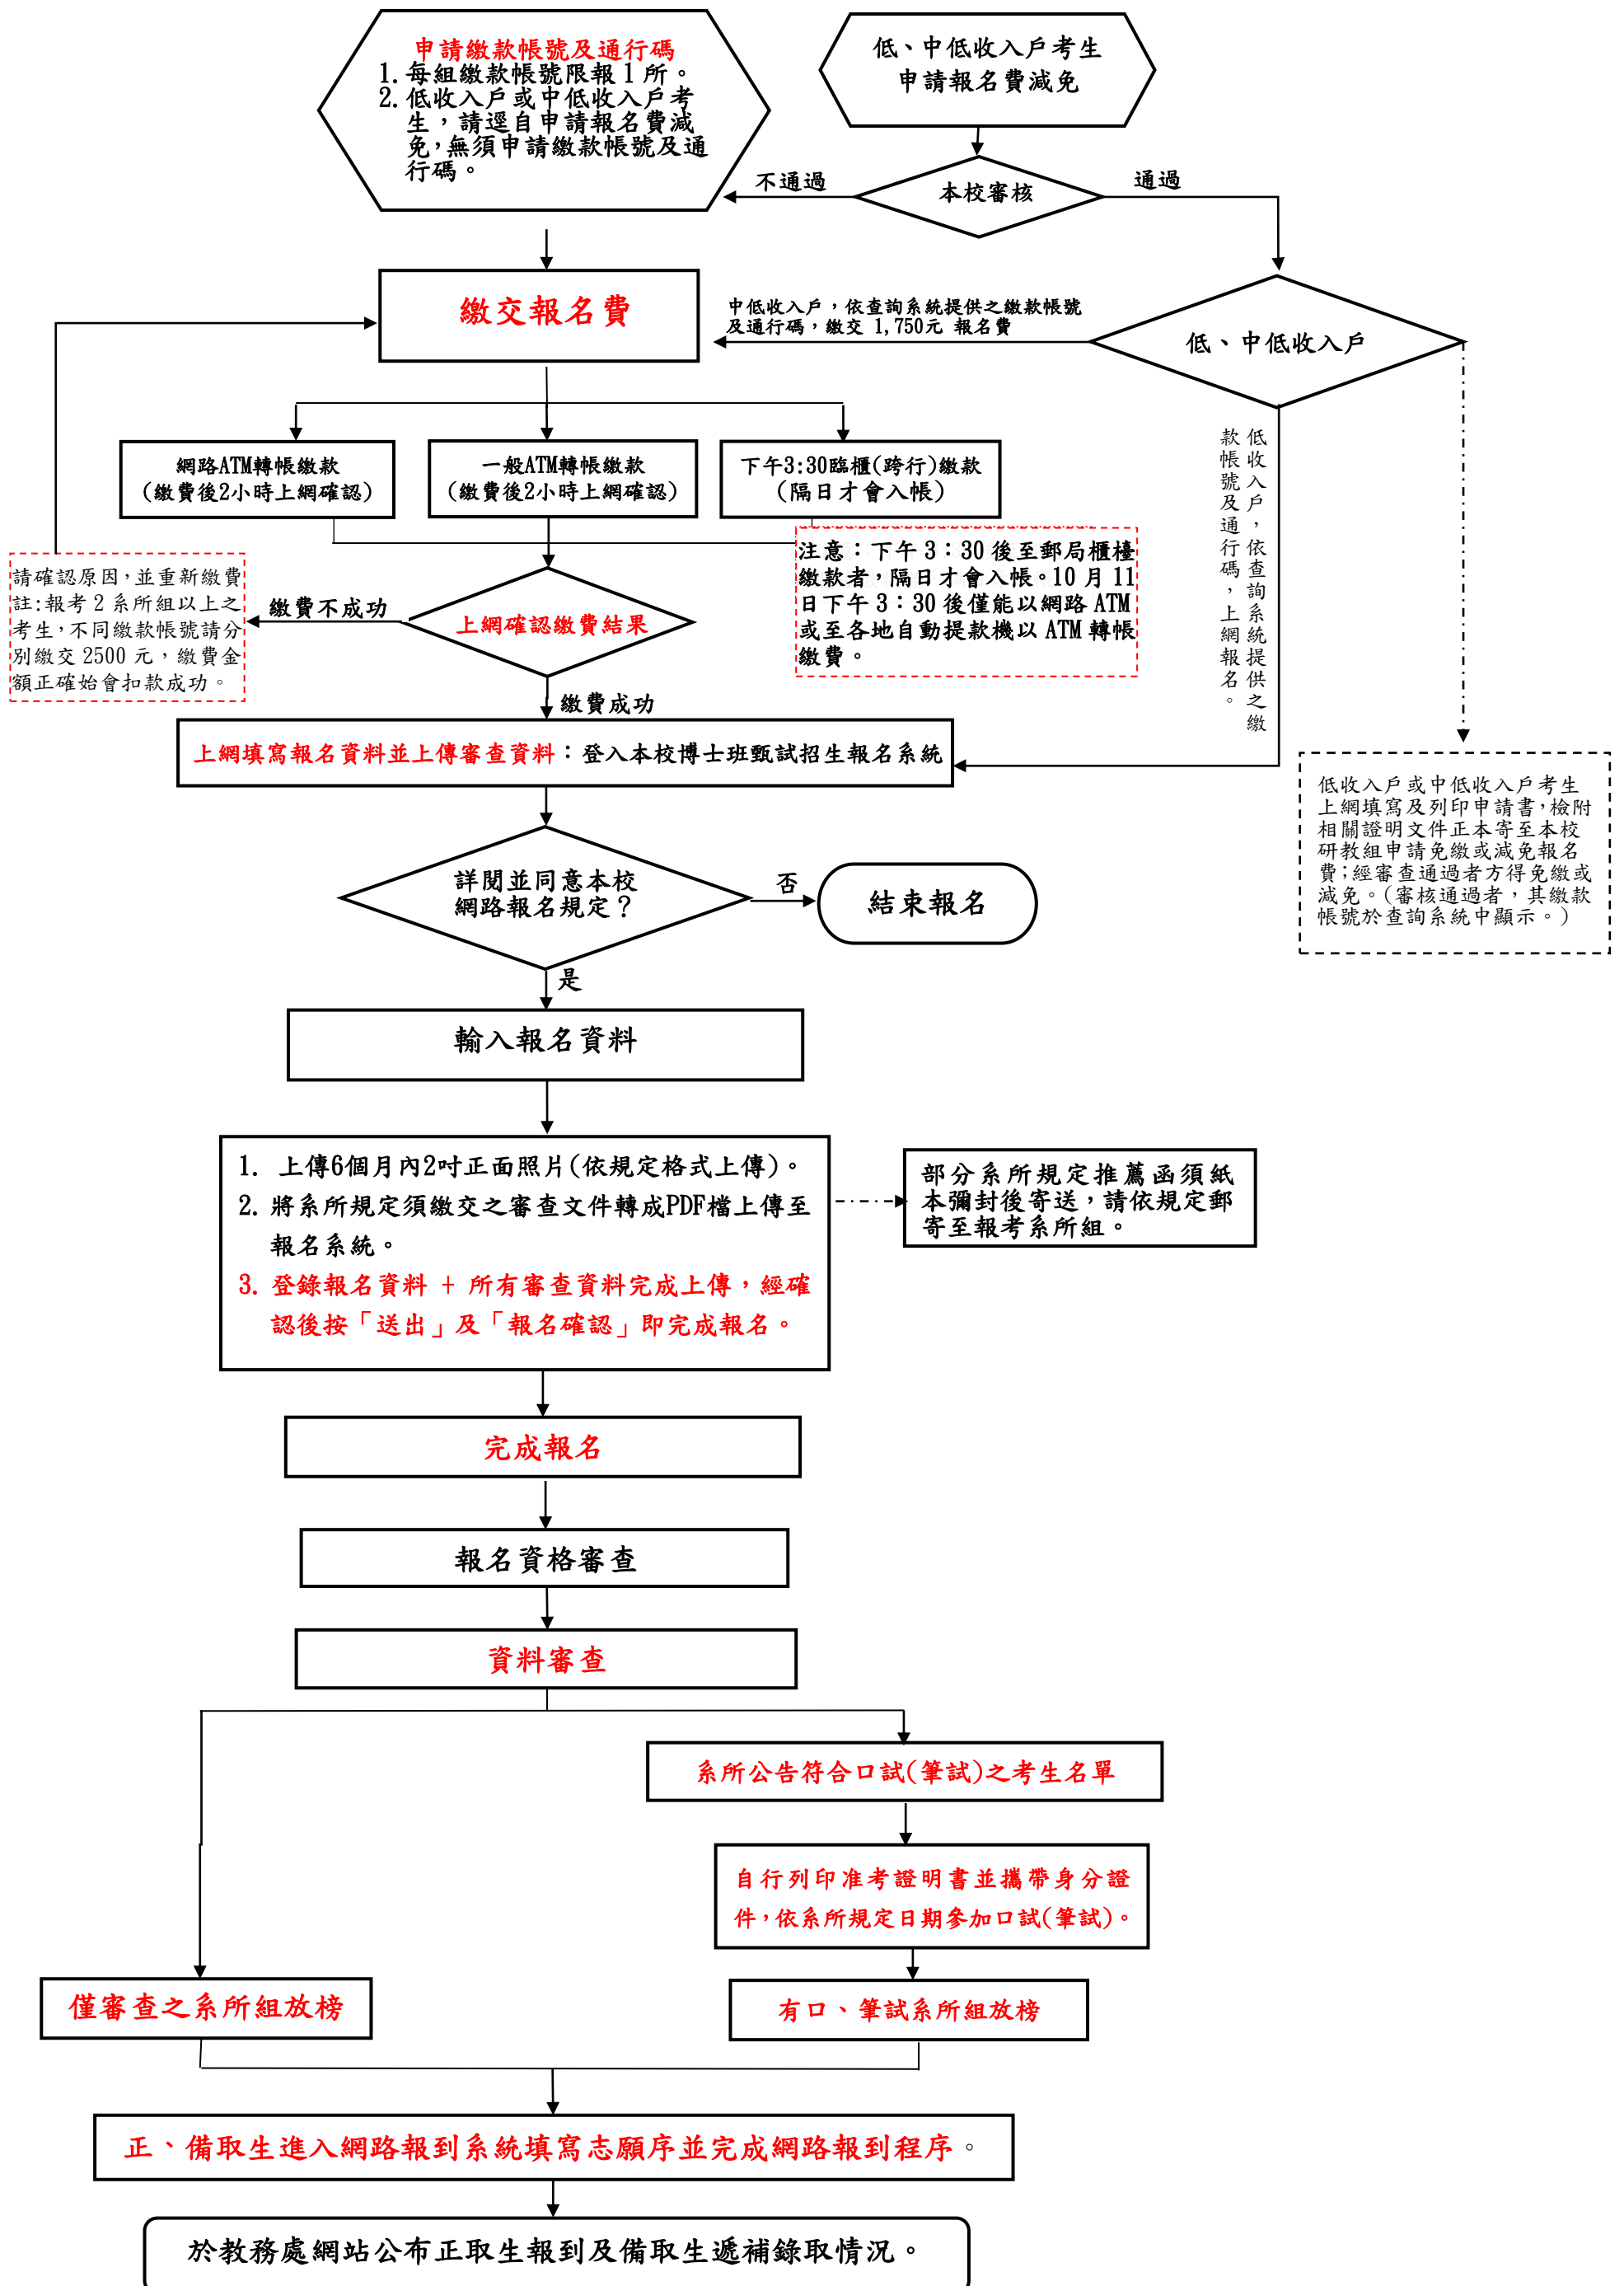 申請繳款帳號及通行碼
1. 每組繳款帳號限報 1 所。
2. 低收入戶或中低收入戶考
生，請逕自申請報名費減
免，無須申請繳款帳號及通
行碼。
低、中低收入戶考生
申請報名費減免
不通過
本校審核
通過
繳交報名費
中低收入戶，依查詢系統提供之繳款帳號
及通行碼，繳交 1,750元 報名費
低、中低收入戶
網路ATM轉帳繳款
(繳費後2小時上網確認)
一般ATM轉帳繳款
(繳費後2小時上網確認)
下午3:30臨櫃(跨行)繳款
(隔日才會入帳)
低收入戶，依查詢系統提供之繳
款帳號及通行碼，上網報名。
注意：下午 3：30 後至郵局櫃檯
繳款者，隔日才會入帳。10 月 11
日下午 3：30 後僅能以網路 ATM
或至各地自動提款機以 ATM 轉帳
繳費。
請確認原因，並重新繳費
註：報考 2 系所組以上之
考生，不同繳款帳號請分
別繳交 2500 元，繳費金
額正確始會扣款成功。
繳費不成功
上網確認繳費結果
繳費成功
上網填寫報名資料並上傳審查資料：登入本校博士班甄試招生報名系統
低收入戶或中低收入戶考生
上網填寫及列印申請書，檢附
相關證明文件正本寄至本校
研教組申請免繳或減免報名
費；經審查通過者方得免繳或
減免。(審核通過者，其繳款
帳號於查詢系統中顯示。)
詳閱並同意本校
網路報名規定？
否
結束報名
是
輸入報名資料
1. 上傳6個月內2吋正面照片(依規定格式上傳)。
2. 將系所規定須繳交之審查文件轉成PDF檔上傳至
報名系統。
3. 登錄報名資料 + 所有審查資料完成上傳，經確
認後按「送出」及「報名確認」即完成報名。
部分系所規定推薦函須紙
本彌封後寄送，請依規定郵
寄至報考系所組。
完成報名
報名資格審查
資料審查
系所公告符合口試(筆試)之考生名單
自行列印准考證明書並攜帶身分證
件，依系所規定日期參加口試(筆試)。
僅審查之系所組放榜
有口、筆試系所組放榜
正、備取生進入網路報到系統填寫志願序並完成網路報到程序。
於教務處網站公布正取生報到及備取生遞補錄取情況。